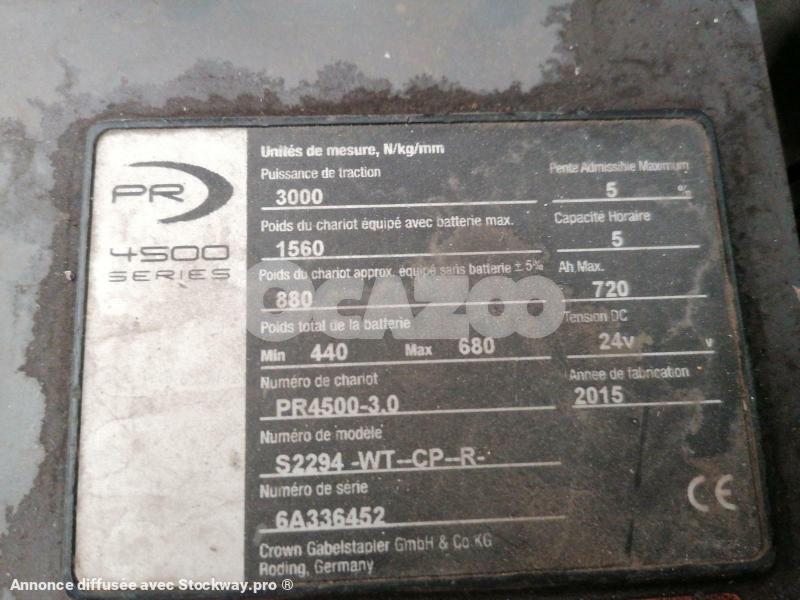 PR
4500
SERIES
Unités de mesure, N/kg/mm
Puissance de traction
3000
Pente Admissible Maximum
5 %
Poids du chariot équipé avec batterie max.
1560
Capacité Horaire
5
Poids du chariot approx. équipé sans batterie ± 5%
880
Ah Max.
720
Poids total de la batterie
Min 440 Max 680
Tension DC
24v v
Numéro de chariot
PR4500-3.0
Année de fabrication
2015
Numéro de modèle
S2294 -WT--CP--R-
Numéro de série
6A336452
CE
Crown Gabelstapler GmbH & Co KG
Roding, Germany
OCAZOO
Annonce diffusée avec Stockway.pro ®